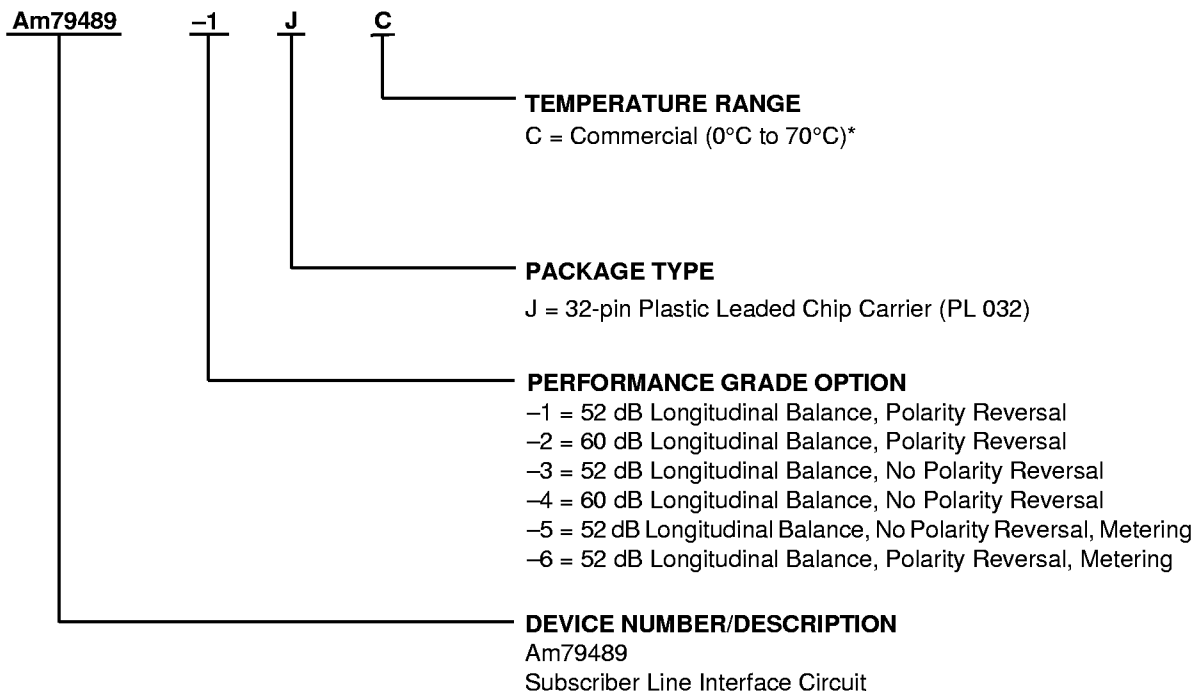 Am79489 –1 J C
TEMPERATURE RANGE
C = Commercial (0°C to 70°C)*
PACKAGE TYPE
J = 32-pin Plastic Leaded Chip Carrier (PL 032)
PERFORMANCE GRADE OPTION
–1 = 52 dB Longitudinal Balance, Polarity Reversal
–2 = 60 dB Longitudinal Balance, Polarity Reversal
–3 = 52 dB Longitudinal Balance, No Polarity Reversal
–4 = 60 dB Longitudinal Balance, No Polarity Reversal
–5 = 52 dB Longitudinal Balance, No Polarity Reversal, Metering
–6 = 52 dB Longitudinal Balance, Polarity Reversal, Metering
DEVICE NUMBER/DESCRIPTION
Am79489
Subscriber Line Interface Circuit